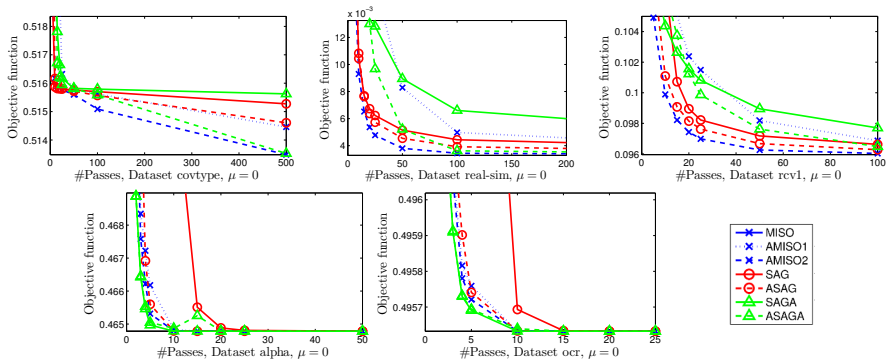 0.518
0.517
0.516
0.515
0.514
Objective function
0 100 200 300 400 500
#Passes, Dataset covtype, μ = 0
x 10⁻³
12
10
8
6
4
Objective function
0 50 100 150 200
#Passes, Dataset real-sim, μ = 0
0.104
0.102
0.1
0.098
0.096
Objective function
0 20 40 60 80 100
#Passes, Dataset rcv1, μ = 0
0.468
0.467
0.466
0.465
Objective function
0 10 20 30 40 50
#Passes, Dataset alpha, μ = 0
0.496
0.4959
0.4958
0.4957
Objective function
0 5 10 15 20 25
#Passes, Dataset ocr, μ = 0
MISO
AMISO1
AMISO2
SAG
ASAG
SAGA
ASAGA